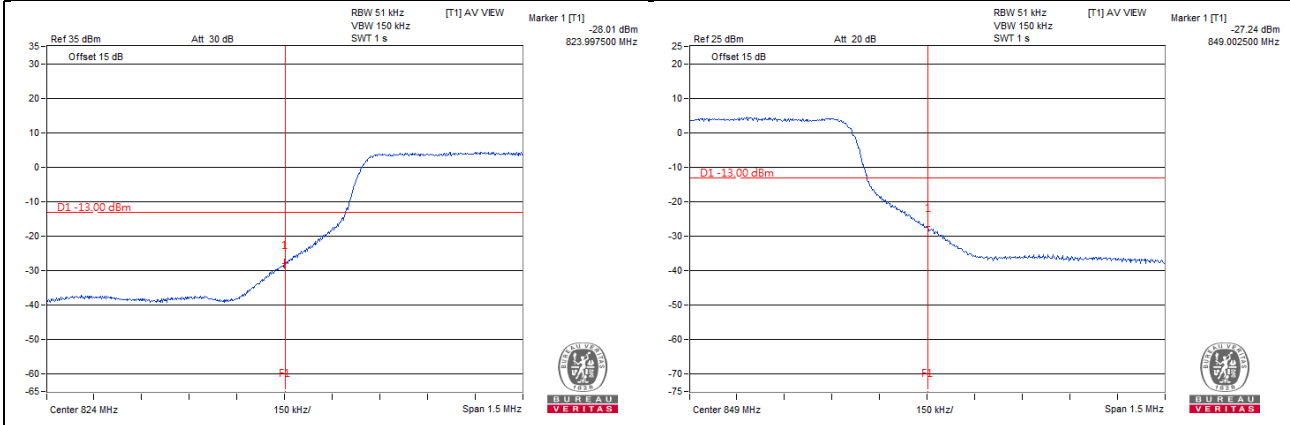 RBW 51 kHz [T1] AV VIEW Marker 1 [T1]
VBW 150 kHz -28.01 dBm
Ref 35 dBm Att 30 dB SWT 1 s 823.997500 MHz
35
Offset 15 dB
30
20
10
0
-10
D1 -13.00 dBm
-20
1
-30
-40
-50
-60
F1
-65
Center 824 MHz 150 kHz/ Span 1.5 MHz
BUREAU VERITAS
1828
BUREAU
VERITAS
RBW 51 kHz [T1] AV VIEW Marker 1 [T1]
VBW 150 kHz -27.24 dBm
Ref 25 dBm Att 20 dB SWT 1 s 849.002500 MHz
25
Offset 15 dB
20
10
0
-10
D1 -13.00 dBm
-20
1
-30
-40
-50
-60
-70
F1
-75
Center 849 MHz 150 kHz/ Span 1.5 MHz
BUREAU VERITAS
1828
BUREAU
VERITAS